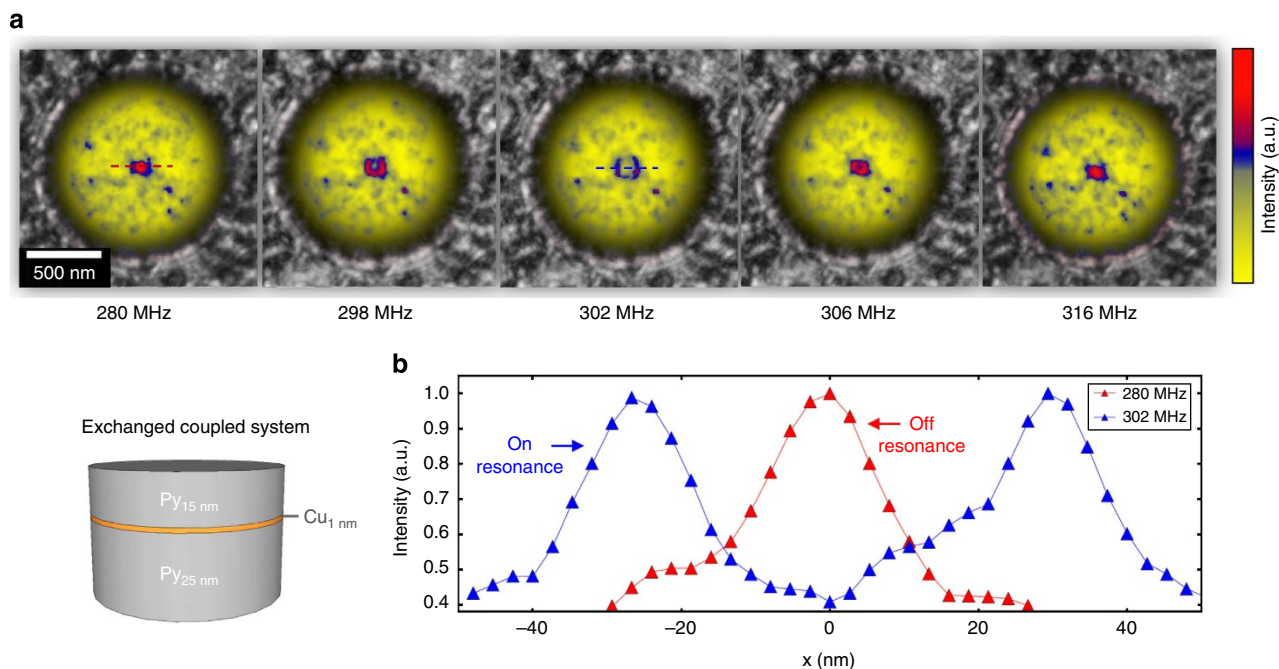 a
Intensity (a.u.)
500 nm
280 MHz
298 MHz
302 MHz
306 MHz
316 MHz
Exchanged coupled system
Py15 nm
Cu1 nm
Py25 nm
b
1.0
0.9
0.8
0.7
0.6
0.5
0.4
Intensity (a.u.)
On
resonance
Off
resonance
280 MHz
302 MHz
–40
–20
0
20
40
x (nm)